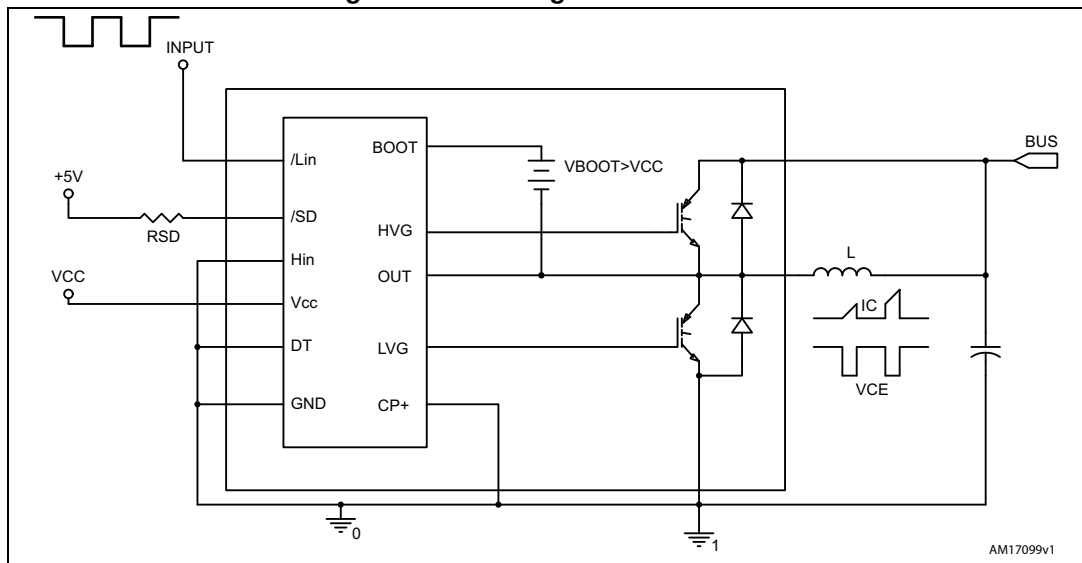 INPUT
BUS
+5V
VCC
RSD
/Lin
/SD
Hin
Vcc
DT
GND
BOOT
HVG
OUT
LVG
CP+
VBOOT>VCC
L
IC
VCE
0
1
AM17099v1